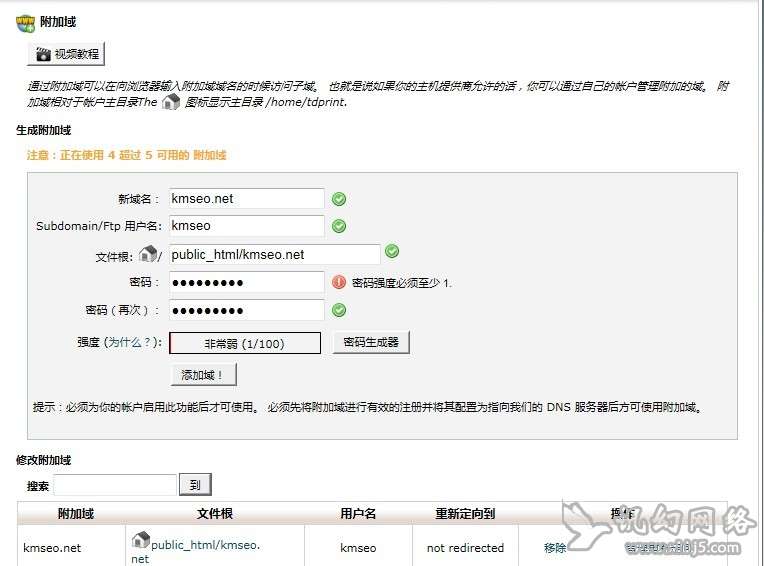 附加域
视频教程
通过附加域可以在向浏览器输入附加域域名的时候访问子域。 也就是说如果你的主机提供商允许的话，你可以通过自己的帐户管理附加的域。 附
加域相对于帐户主目录The 图标显示主目录 /home/tdprint.
生成附加域
注意：正在使用 4 超过 5 可用的 附加域
新域名： kmseo.net
Subdomain/Ftp 用户名: kmseo
文件根: / public_html/kmseo.net
密码： ●●●●●●●●● 密码强度必须至少 1.
密码（再次）： ●●●●●●●●●
强度 (为什么？): 非常弱 (1/100) 密码生成器
添加域！
提示：必须为你的帐户启用此功能后才可使用。 必须先将附加域进行有效的注册并将其配置为指向我们的 DNS 服务器后方可使用附加域。
修改附加域
搜索 到
附加域 文件根 用户名 重新定向到 操作
kmseo.net public_html/kmseo. kmseo not redirected 移除
net